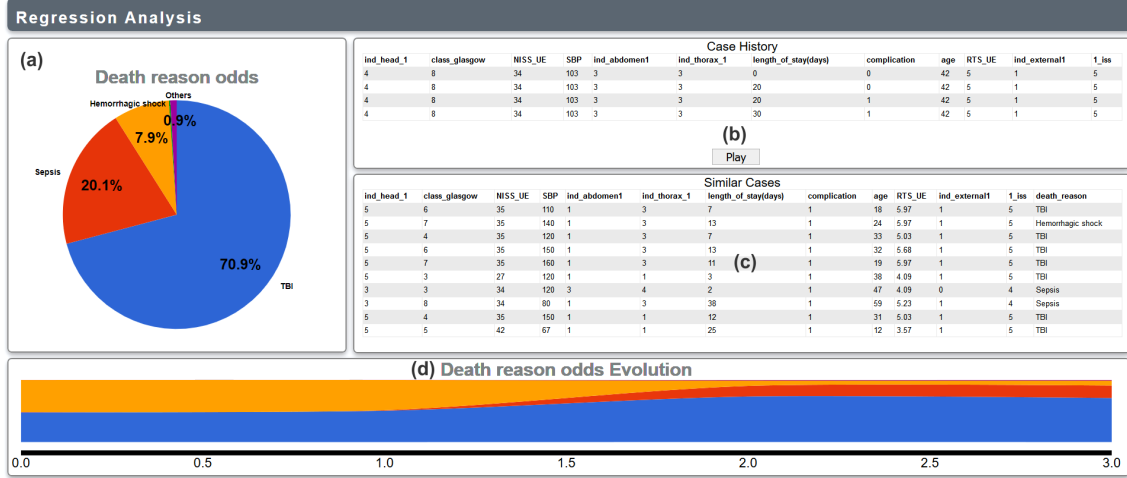 Regression Analysis
(a)
Death reason odds
Others
Hemorrhagic shock
0.9%
7.9%
Sepsis
20.1%
70.9%
TBI
Case History
ind_head_1 class_glasgow NISS_UE SBP ind_abdomen1 ind_thorax_1 length_of_stay(days) complication age RTS_UE ind_external1 1_iss
4 8 34 103 3 3 0 0 42 5 1 5
4 8 34 103 3 3 20 0 42 5 1 5
4 8 34 103 3 3 20 1 42 5 1 5
4 8 34 103 3 3 30 1 42 5 1 5
(b)
Play
Similar Cases
ind_head_1 class_glasgow NISS_UE SBP ind_abdomen1 ind_thorax_1 length_of_stay(days) complication age RTS_UE ind_external1 1_iss death_reason
5 6 35 110 1 3 7 1 18 5.97 1 5 TBI
5 7 35 140 1 3 13 1 24 5.97 1 5 Hemorrhagic shock
5 4 35 120 1 3 7 1 33 5.03 1 5 TBI
5 6 35 150 1 3 13 1 32 5.68 1 5 TBI
5 7 35 160 1 3 11 1 19 5.97 1 5 TBI
5 3 27 120 1 1 3 1 38 4.09 1 5 TBI
3 3 34 120 3 4 2 1 47 4.09 0 4 Sepsis
3 8 34 80 1 3 38 1 59 5.23 1 4 Sepsis
5 4 35 150 1 1 12 1 31 5.03 1 5 TBI
5 5 42 67 1 1 25 1 12 3.57 1 5 TBI
(c)
(d) Death reason odds Evolution
0.0 0.5 1.0 1.5 2.0 2.5 3.0